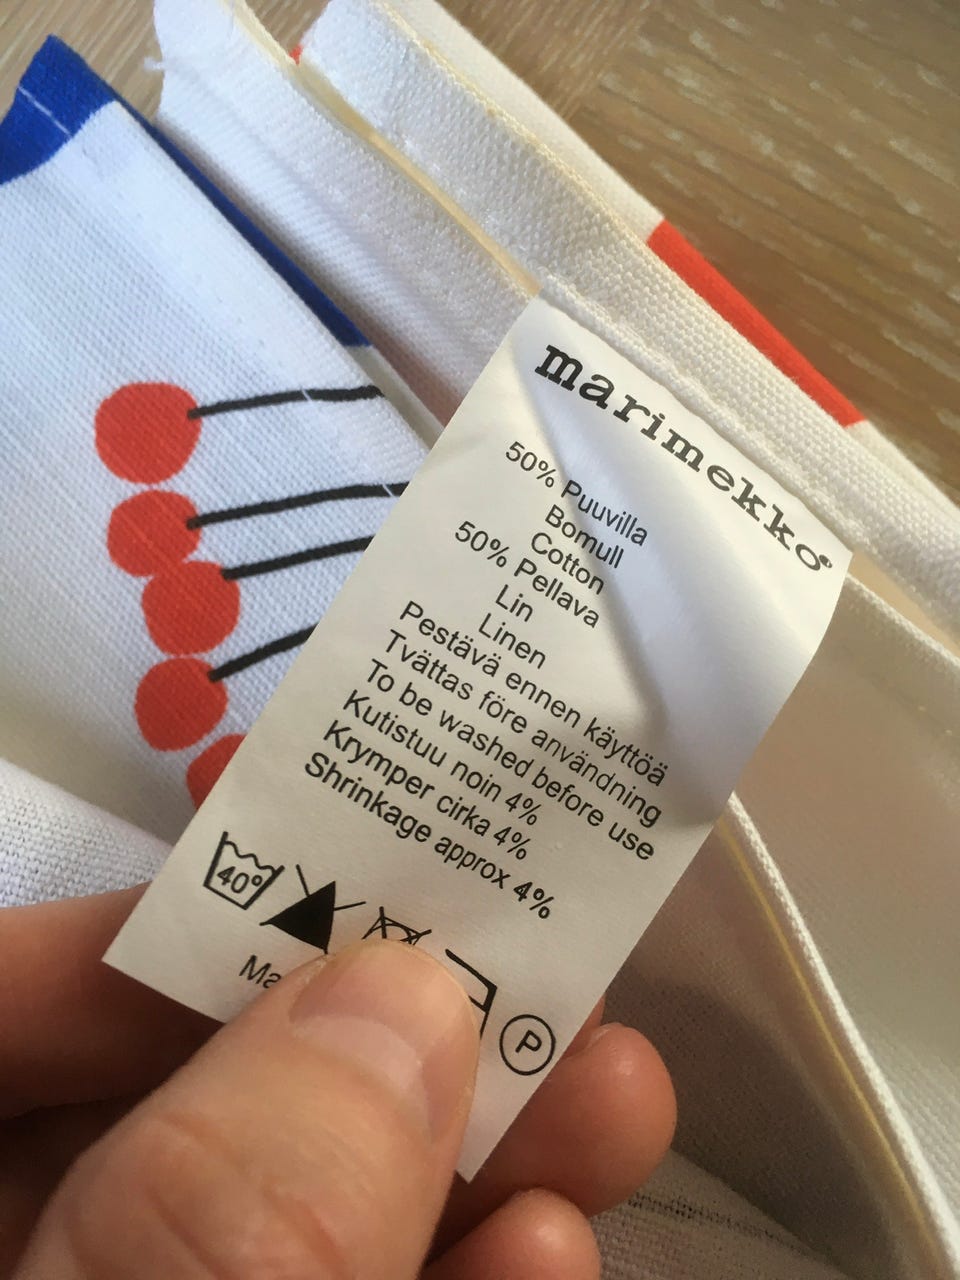 marimekko®
50% Puuvilla
Bomull
Cotton
50% Pellava
Lin
Linen
Pestävä ennen käyttöä
Tvättas före användning
To be washed before use
Kutistuu noin 4%
Krymper cirka 4%
Shrinkage approx 4%
40°
P